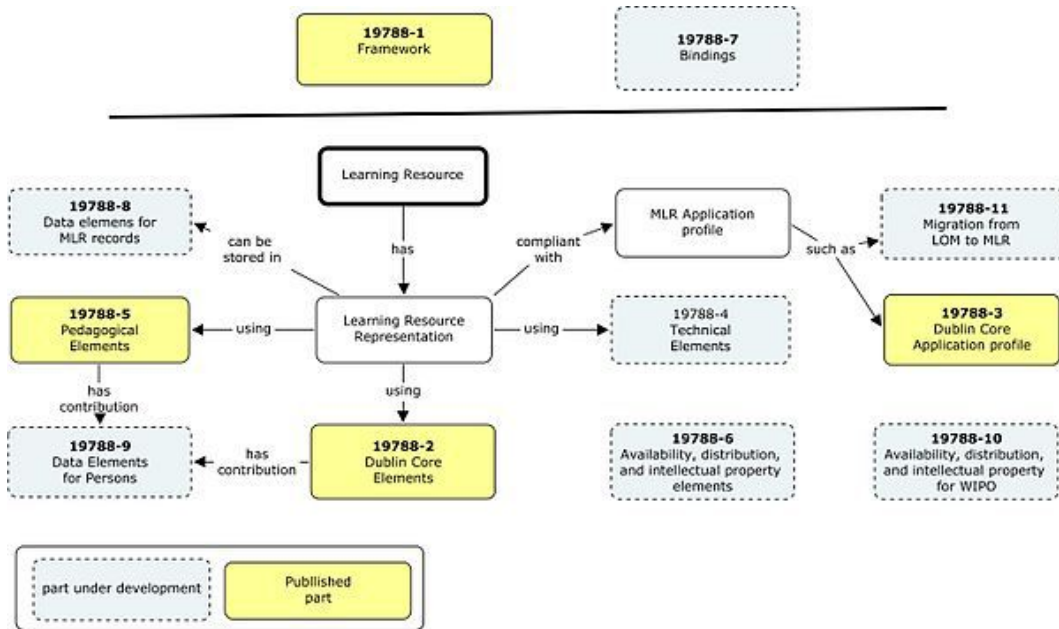 19788-1
Framework
19788-7
Bindings
Learning Resource
19788-8
Data elemens for
MLR records
MLR Application
profile
19788-11
Migration from
LOM to MLR
can be
stored in
has
compliant
with
such as
19788-5
Pedagogical
Elements
using
Learning Resource
Representation
using
19788-4
Technical
Elements
19788-3
Dublin Core
Application profile
has
contribution
using
19788-9
Data Elements
for Persons
has
contribution
19788-2
Dublin Core
Elements
19788-6
Availability, distribution,
and intellectual property
elements
19788-10
Availability, distribution,
and intellectual property
for WIPO
part under development
Publlished
part